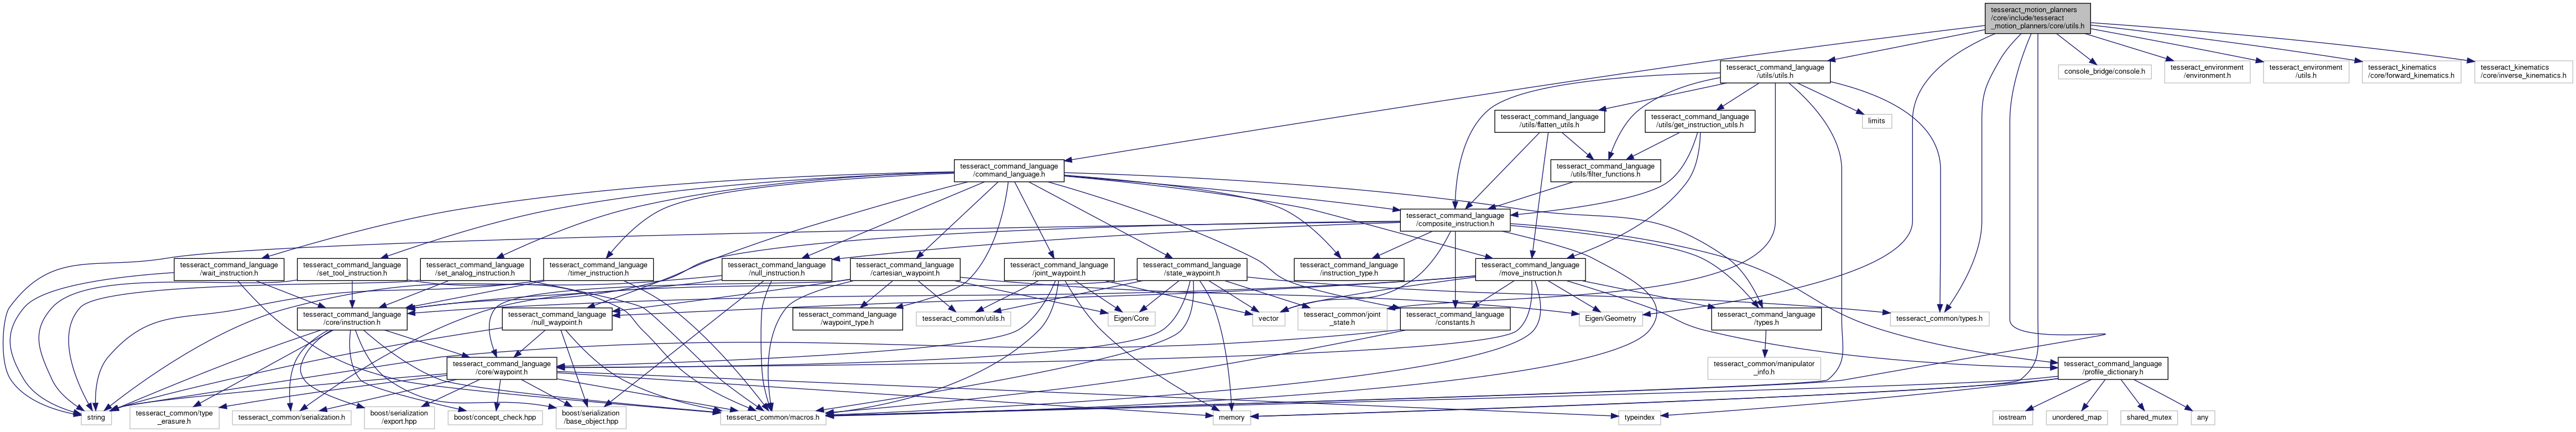 tesseract_motion_planners
/core/include/tesseract
_motion_planners/core/utils.h
tesseract_command_language
/utils/utils.h
console_bridge/console.h
tesseract_environment
/environment.h
tesseract_environment
/utils.h
tesseract_kinematics
/core/forward_kinematics.h
tesseract_kinematics
/core/inverse_kinematics.h
tesseract_command_language
/utils/flatten_utils.h
tesseract_command_language
/utils/get_instruction_utils.h
limits
tesseract_command_language
/command_language.h
tesseract_command_language
/utils/filter_functions.h
tesseract_command_language
/composite_instruction.h
tesseract_command_language
/wait_instruction.h
tesseract_command_language
/set_tool_instruction.h
tesseract_command_language
/set_analog_instruction.h
tesseract_command_language
/timer_instruction.h
tesseract_command_language
/null_instruction.h
tesseract_command_language
/cartesian_waypoint.h
tesseract_command_language
/joint_waypoint.h
tesseract_command_language
/state_waypoint.h
tesseract_command_language
/instruction_type.h
tesseract_command_language
/move_instruction.h
tesseract_command_language
/core/instruction.h
tesseract_command_language
/null_waypoint.h
tesseract_command_language
/waypoint_type.h
tesseract_common/utils.h
Eigen/Core
vector
tesseract_common/joint
_state.h
tesseract_command_language
/constants.h
Eigen/Geometry
tesseract_command_language
/types.h
tesseract_common/types.h
tesseract_command_language
/core/waypoint.h
tesseract_common/manipulator
_info.h
tesseract_command_language
/profile_dictionary.h
string
tesseract_common/type
_erasure.h
tesseract_common/serialization.h
boost/serialization
/export.hpp
boost/concept_check.hpp
boost/serialization
/base_object.hpp
tesseract_common/macros.h
memory
typeindex
iostream
unordered_map
shared_mutex
any